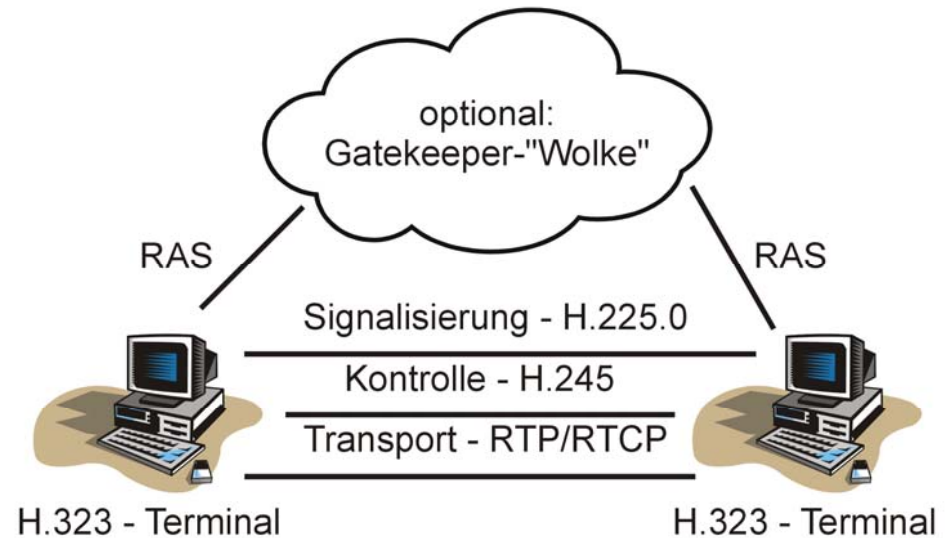 optional:
Gatekeeper-"Wolke"
RAS
RAS
Signalisierung - H.225.0
Kontrolle - H.245
Transport - RTP/RTCP
H.323 - Terminal
H.323 - Terminal